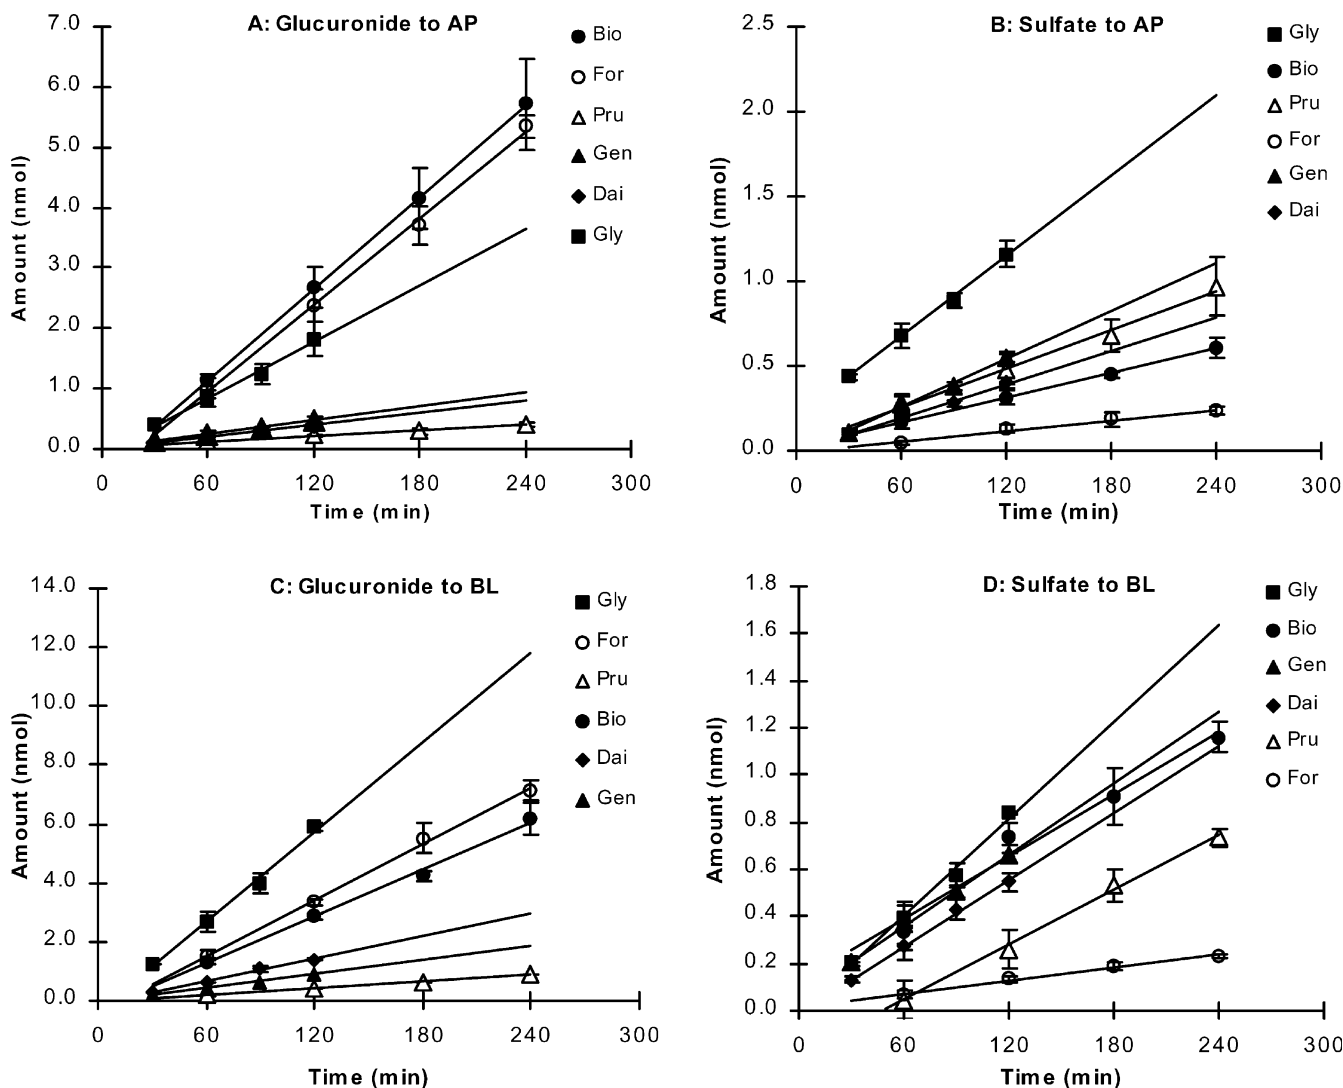 A: Glucuronide to AP
7.0
6.0
5.0
4.0
3.0
2.0
1.0
0.0
Amount (nmol)
0 60 120 180 240 300
Time (min)
Bio
For
Pru
Gen
Dai
Gly
B: Sulfate to AP
2.5
2.0
1.5
1.0
0.5
0.0
Amount (nmol)
0 60 120 180 240 300
Time (min)
Gly
Bio
Pru
For
Gen
Dai
C: Glucuronide to BL
14.0
12.0
10.0
8.0
6.0
4.0
2.0
0.0
Amount (nmol)
0 60 120 180 240 300
Time (min)
Gly
For
Pru
Bio
Dai
Gen
D: Sulfate to BL
1.8
1.6
1.4
1.2
1.0
0.8
0.6
0.4
0.2
0.0
Amount (nmol)
0 60 120 180 240 300
Time (min)
Gly
Bio
Gen
Dai
Pru
For